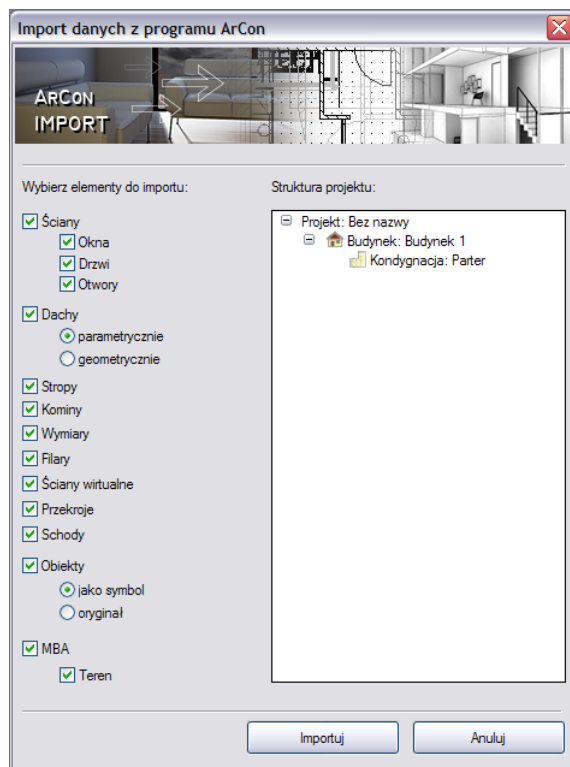 Import danych z programu ArCon
ARCON
IMPORT
Wybierz elementy do importu:
Ściany
Okna
Drzwi
Otwory
Dachy
parametrycznie
geometrycznie
Stropy
Kominy
Wymiary
Filary
Ściany wirtualne
Przekroje
Schody
Obiekty
jako symbol
oryginał
MBA
Teren
Struktura projektu:
Projekt: Bez nazwy
Budynek: Budynek 1
Kondygnacja: Parter
Importuj
Anuluj